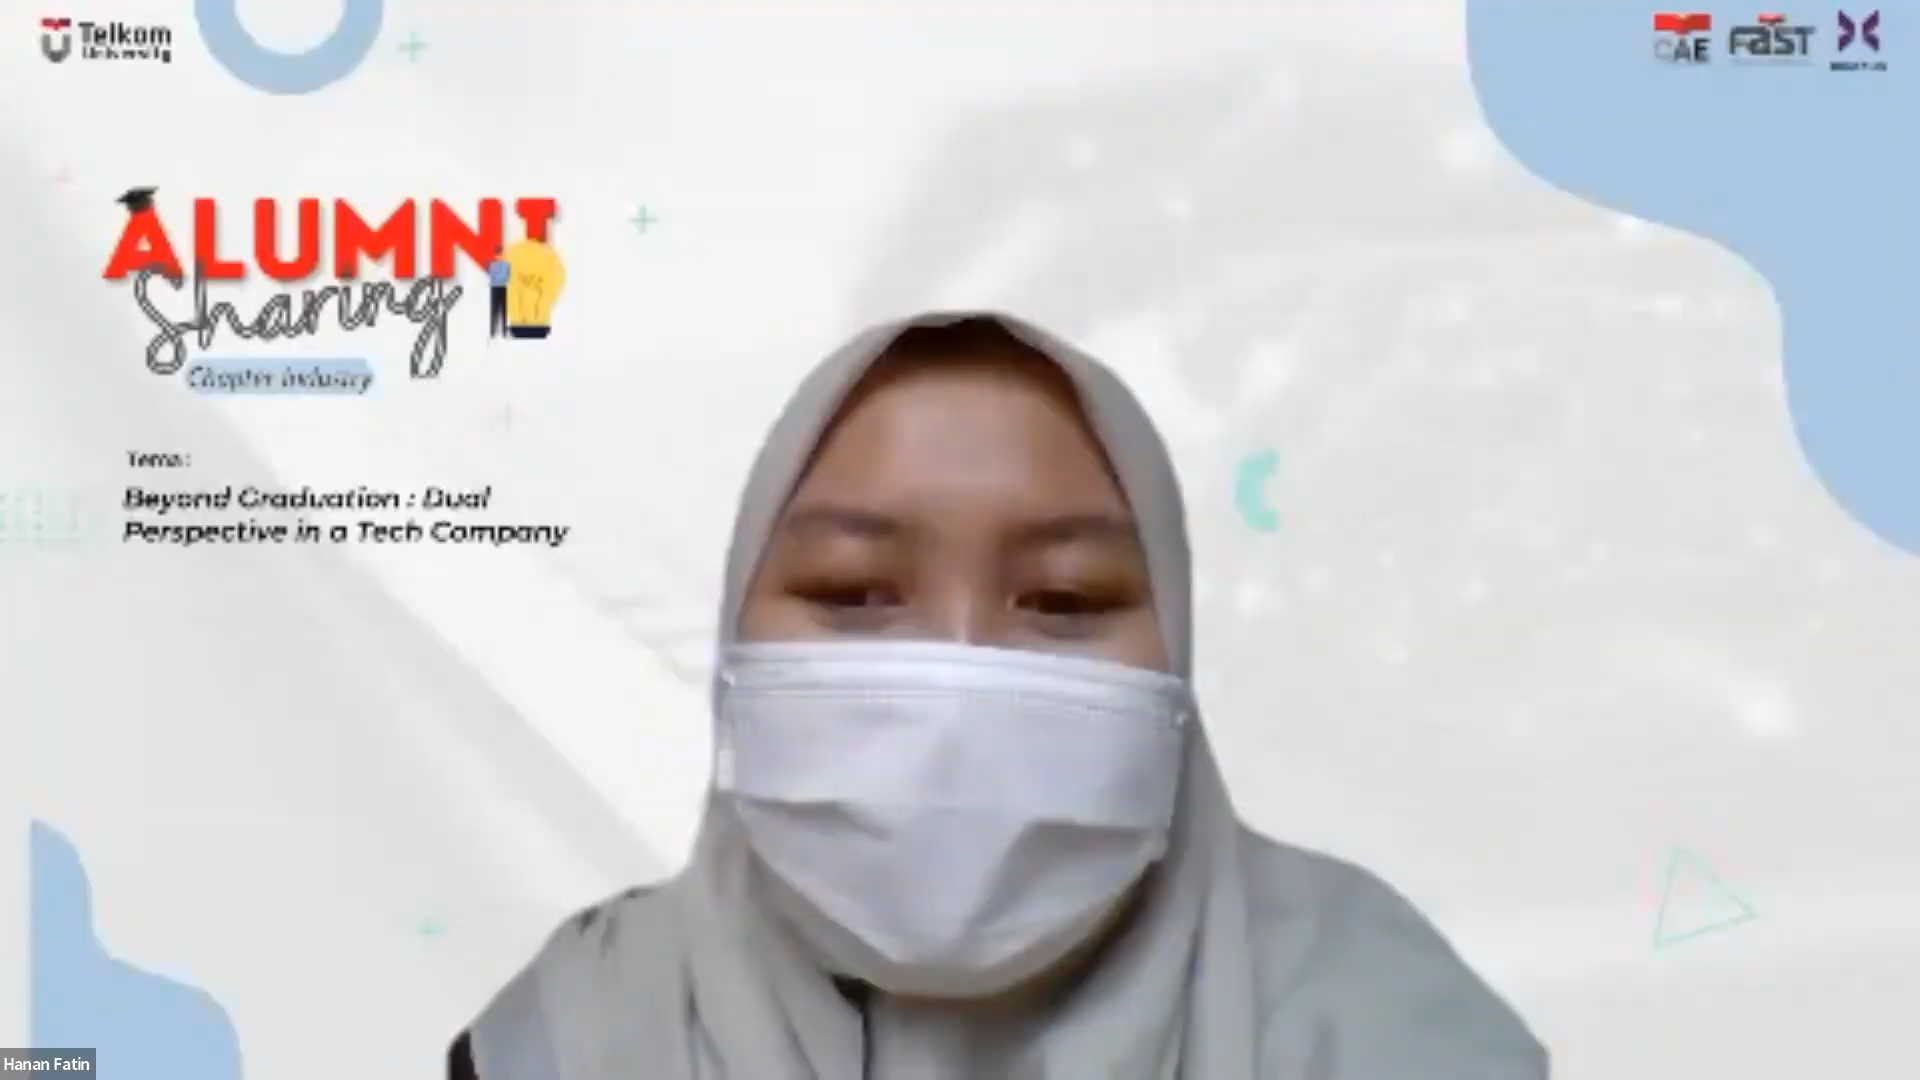 Telkom
University
CAE
FAST
ALUMNI
Sharing
Chapter Industry
Tema :
Beyond Graduation : Dual
Perspective in a Tech Company
Hanan Fatin